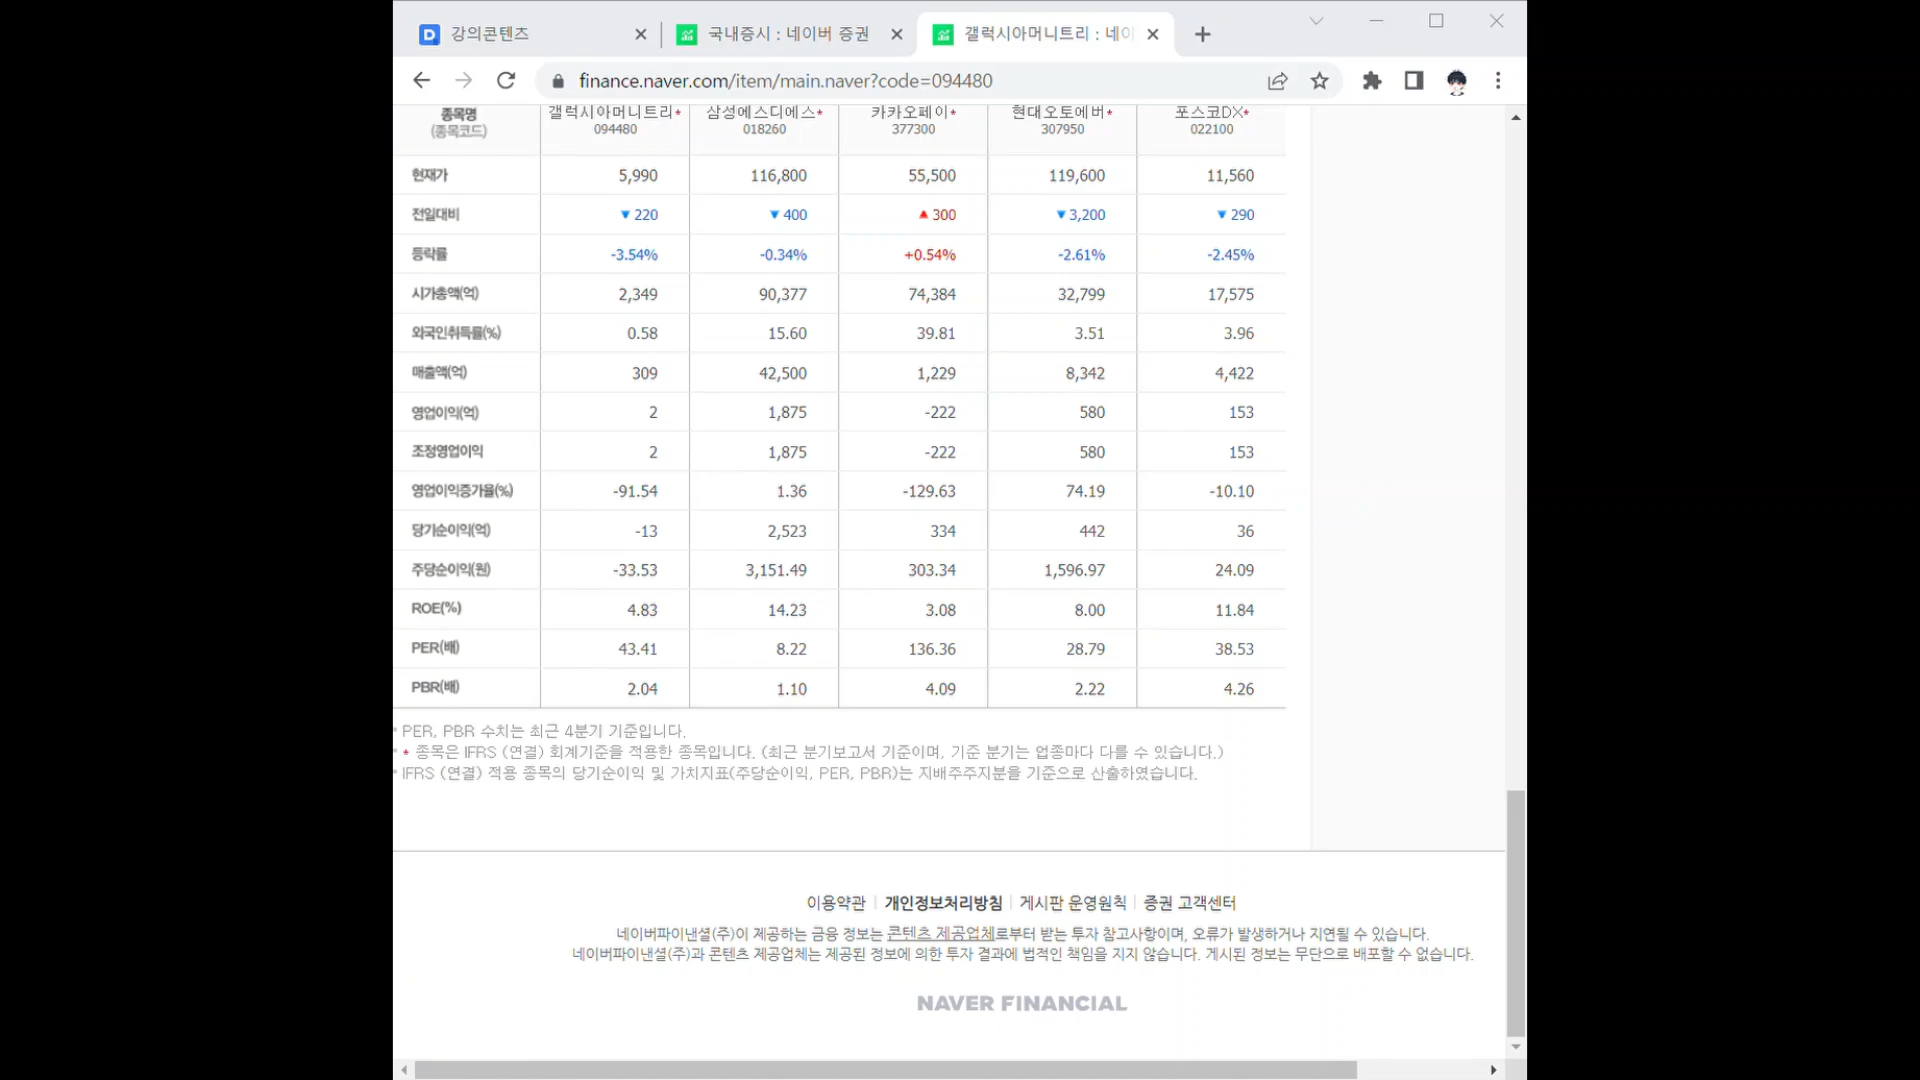 강의콘텐츠
국내증시 : 네이버 증권
갤럭시아머니트리 : 네이
finance.naver.com/item/main.naver?code=094480
종목명 갤럭시아머니트리* 삼성에스디에스* 카카오페이* 현대오토에버* 포스코DX*
(종목코드) 094480 018260 377300 307950 022100
현재가 5,990 116,800 55,500 119,600 11,560
전일대비 ▼220 ▼400 ▲300 ▼3,200 ▼290
등락률 -3.54% -0.34% +0.54% -2.61% -2.45%
시가총액(억) 2,349 90,377 74,384 32,799 17,575
외국인취득률(%) 0.58 15.60 39.81 3.51 3.96
매출액(억) 309 42,500 1,229 8,342 4,422
영업이익(억) 2 1,875 -222 580 153
조정영업이익 2 1,875 -222 580 153
영업이익증가율(%) -91.54 1.36 -129.63 74.19 -10.10
당기순이익(억) -13 2,523 334 442 36
주당순이익(원) -33.53 3,151.49 303.34 1,596.97 24.09
ROE(%) 4.83 14.23 3.08 8.00 11.84
PER(배) 43.41 8.22 136.36 28.79 38.53
PBR(배) 2.04 1.10 4.09 2.22 4.26
* PER, PBR 수치는 최근 4분기 기준입니다.
* * 종목은 IFRS (연결) 회계기준을 적용한 종목입니다. (최근 분기보고서 기준이며, 기준 분기는 업종마다 다를 수 있습니다.)
* IFRS (연결) 적용 종목의 당기순이익 및 가치지표(주당순이익, PER, PBR)는 지배주주지분을 기준으로 산출하였습니다.
이용약관 | 개인정보처리방침 | 게시판 운영원칙 | 증권 고객센터
네이버파이낸셜(주)이 제공하는 금융 정보는 콘텐츠 제공업체로부터 받는 투자 참고사항이며, 오류가 발생하거나 지연될 수 있습니다.
네이버파이낸셜(주)과 콘텐츠 제공업체는 제공된 정보에 의한 투자 결과에 법적인 책임을 지지 않습니다. 게시된 정보는 무단으로 배포할 수 없습니다.
NAVER FINANCIAL